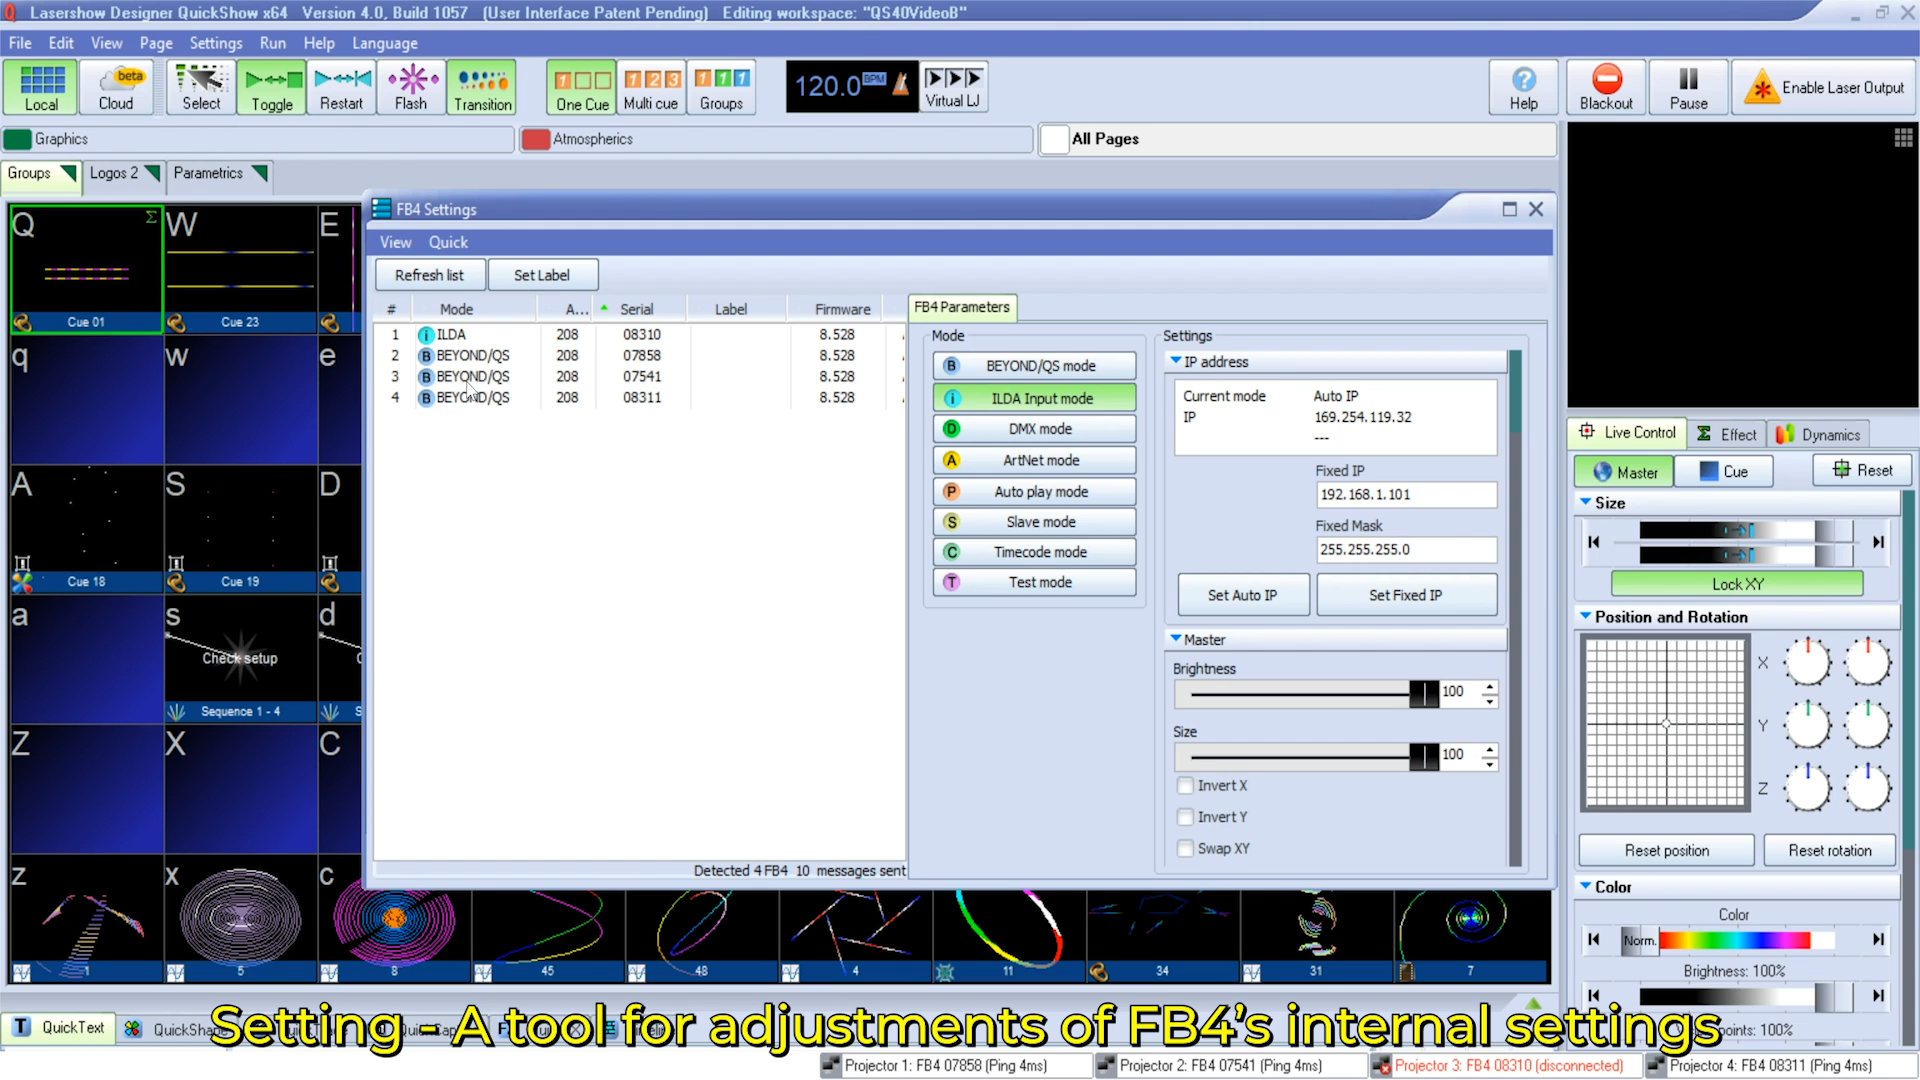 Lasershow Designer QuickShow x64   Version 4.0, Build 1057   (User Interface Patent Pending)   Editing workspace: "QS40VideoB"
File Edit View Page Settings Run Help Language
Local Cloud beta Select Toggle Restart Flash Transition One Cue Multi cue Groups 120.0 BPM Virtual LJ Help Blackout Pause Enable Laser Output
Graphics Atmospherics All Pages
Groups Logos 2 Parametrics
Q W E
Cue 01 Cue 23
q w e
A S D
Cue 18 Cue 19
a s d
Check setup
Sequence 1 - 4
Z X C
z x c
1 5 8 45 48 4 11 34 31 7
FB4 Settings
View Quick
Refresh list Set Label
# Mode A... Serial Label Firmware
1 i ILDA 208 08310 8.528
2 B BEYOND/QS 208 07858 8.528
3 B BEYOND/QS 208 07541 8.528
4 B BEYOND/QS 208 08311 8.528
Detected 4 FB4 10 messages sent
FB4 Parameters
Mode
B BEYOND/QS mode
i ILDA Input mode
D DMX mode
A ArtNet mode
P Auto play mode
S Slave mode
C Timecode mode
T Test mode
Settings
IP address
Current mode Auto IP
IP 169.254.119.32
---
Fixed IP
192.168.1.101
Fixed Mask
255.255.255.0
Set Auto IP Set Fixed IP
Master
Brightness
100
Size
100
Invert X
Invert Y
Swap XY
Live Control Effect Dynamics
Master Cue Reset
Size
Lock XY
Position and Rotation
X
Y
Z
Reset position Reset rotation
Color
Color
Norm.
Brightness: 100%
points: 100%
T QuickText QuickShape
Setting - A tool for adjustments of FB4's internal settings
Projector 1: FB4 07858 (Ping 4ms) Projector 2: FB4 07541 (Ping 4ms) Projector 3: FB4 08310 (disconnected) Projector 4: FB4 08311 (Ping 4ms)